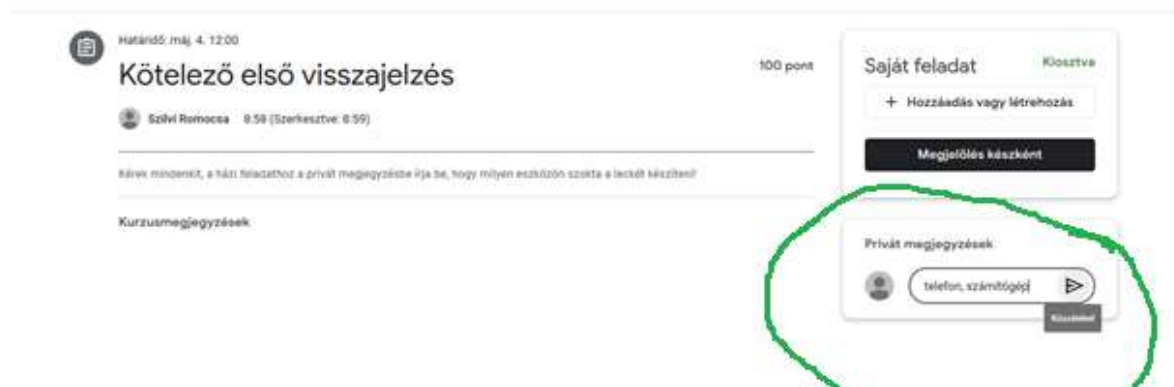 Határidő: máj. 4. 12:00
Kötelező első visszajelzés
100 pont
Szilvi Romocsa 8:58 (Szerkesztve: 8:59)
Kérek mindenkit, a házi feladathoz a privát megjegyzésbe írja be, hogy milyen eszközön szokta a leckét készíteni!
Kurzusmegjegyzések
Saját feladat Kiosztva
+ Hozzáadás vagy létrehozás
Megjelölés készként
Privát megjegyzések
telefon, számítógép
Közzététel